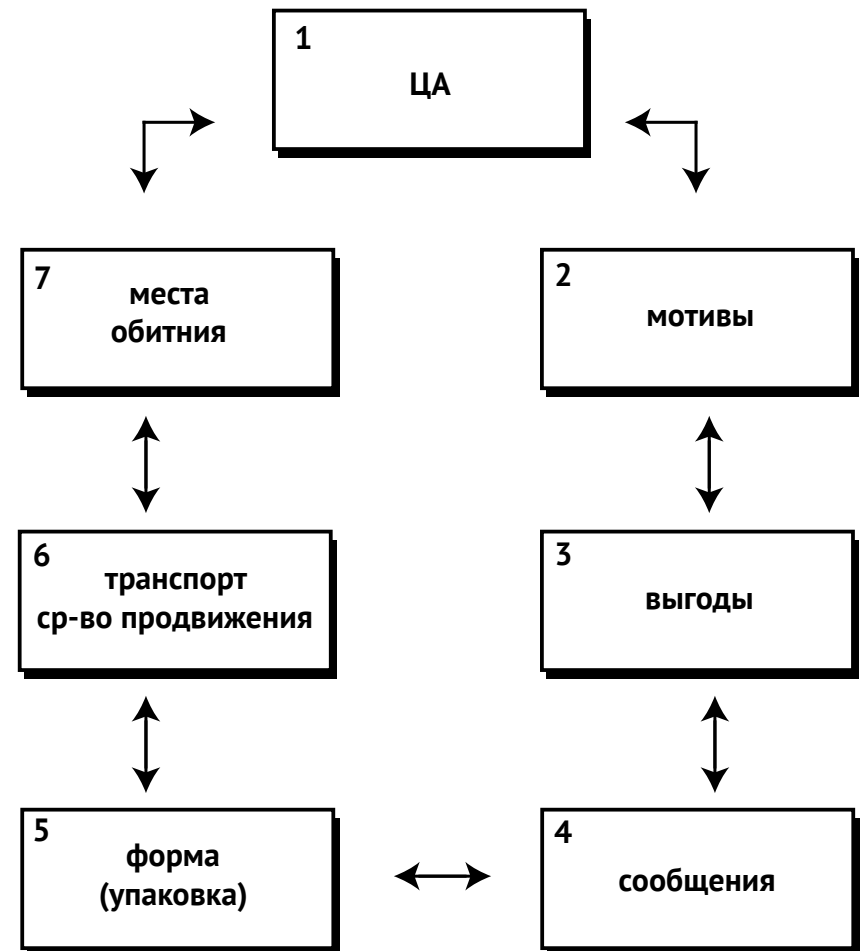 1
ЦА
7
места
обитния
2
мотивы
6
транспорт
ср-во продвижения
3
выгоды
5
форма
(упаковка)
4
сообщения